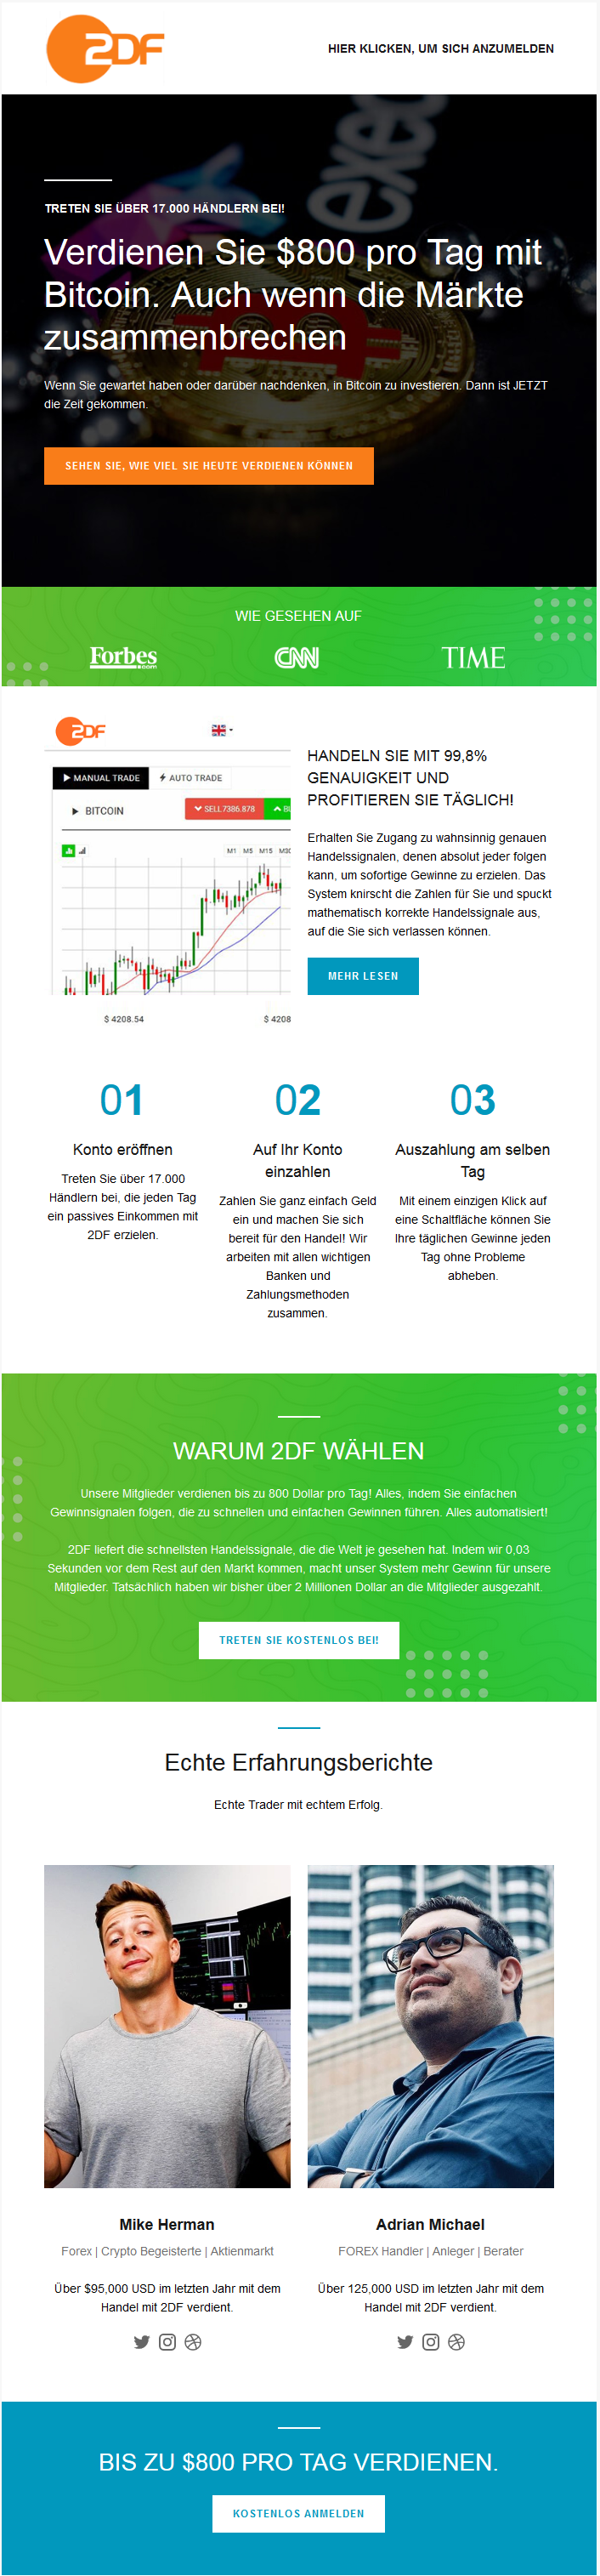 2DF
HIER KLICKEN, UM SICH ANZUMELDEN
TRETEN SIE ÜBER 17.000 HÄNDLERN BEI!
Verdienen Sie $800 pro Tag mit
Bitcoin. Auch wenn die Märkte
zusammenbrechen
Wenn Sie gewartet haben oder darüber nachdenken, in Bitcoin zu investieren. Dann ist JETZT
die Zeit gekommen.
SEHEN SIE, WIE VIEL SIE HEUTE VERDIENEN KÖNNEN
WIE GESEHEN AUF
Forbes
.com
CNN
TIME
2DF
MANUAL TRADE
AUTO TRADE
BITCOIN
SELL7386.878
M1 M5 M15 M30
$ 4208.54
$ 4208
HANDELN SIE MIT 99,8%
GENAUIGKEIT UND
PROFITIEREN SIE TÄGLICH!
Erhalten Sie Zugang zu wahnsinnig genauen
Handelssignalen, denen absolut jeder folgen
kann, um sofortige Gewinne zu erzielen. Das
System knirscht die Zahlen für Sie und spuckt
mathematisch korrekte Handelssignale aus,
auf die Sie sich verlassen können.
MEHR LESEN
01
Konto eröffnen
Treten Sie über 17.000
Händlern bei, die jeden Tag
ein passives Einkommen mit
2DF erzielen.
02
Auf Ihr Konto
einzahlen
Zahlen Sie ganz einfach Geld
ein und machen Sie sich
bereit für den Handel! Wir
arbeiten mit allen wichtigen
Banken und
Zahlungsmethoden
zusammen.
03
Auszahlung am selben
Tag
Mit einem einzigen Klick auf
eine Schaltfläche können Sie
Ihre täglichen Gewinne jeden
Tag ohne Probleme
abheben.
WARUM 2DF WÄHLEN
Unsere Mitglieder verdienen bis zu 800 Dollar pro Tag! Alles, indem Sie einfachen
Gewinnsignalen folgen, die zu schnellen und einfachen Gewinnen führen. Alles automatisiert!
2DF liefert die schnellsten Handelssignale, die die Welt je gesehen hat. Indem wir 0,03
Sekunden vor dem Rest auf den Markt kommen, macht unser System mehr Gewinn für unsere
Mitglieder. Tatsächlich haben wir bisher über 2 Millionen Dollar an die Mitglieder ausgezahlt.
TRETEN SIE KOSTENLOS BEI!
Echte Erfahrungsberichte
Echte Trader mit echtem Erfolg.
Mike Herman
Forex | Crypto Begeisterte | Aktienmarkt
Über $95,000 USD im letzten Jahr mit dem
Handel mit 2DF verdient.
Adrian Michael
FOREX Handler | Anleger | Berater
Über 125,000 USD im letzten Jahr mit dem
Handel mit 2DF verdient.
BIS ZU $800 PRO TAG VERDIENEN.
KOSTENLOS ANMELDEN